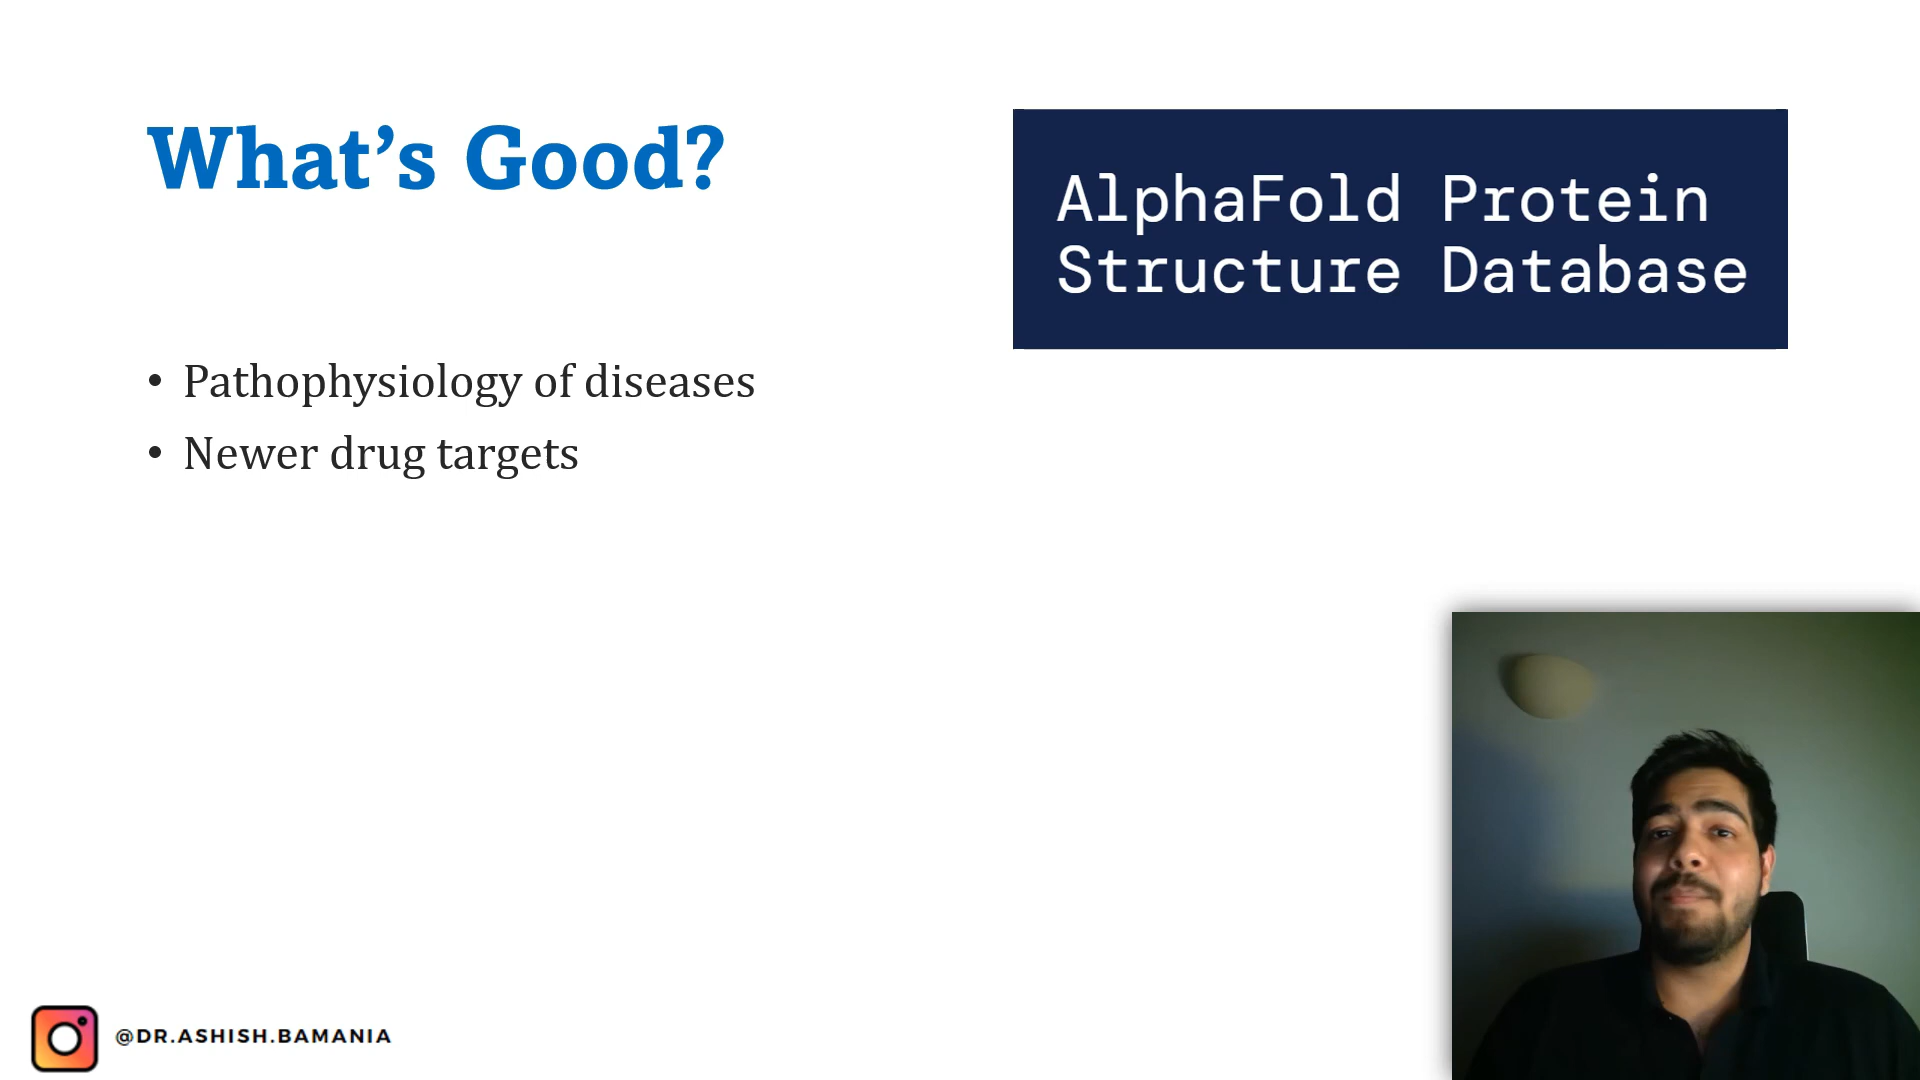 What’s Good?
AlphaFold Protein
Structure Database
• Pathophysiology of diseases
• Newer drug targets
@DR.ASHISH.BAMANIA